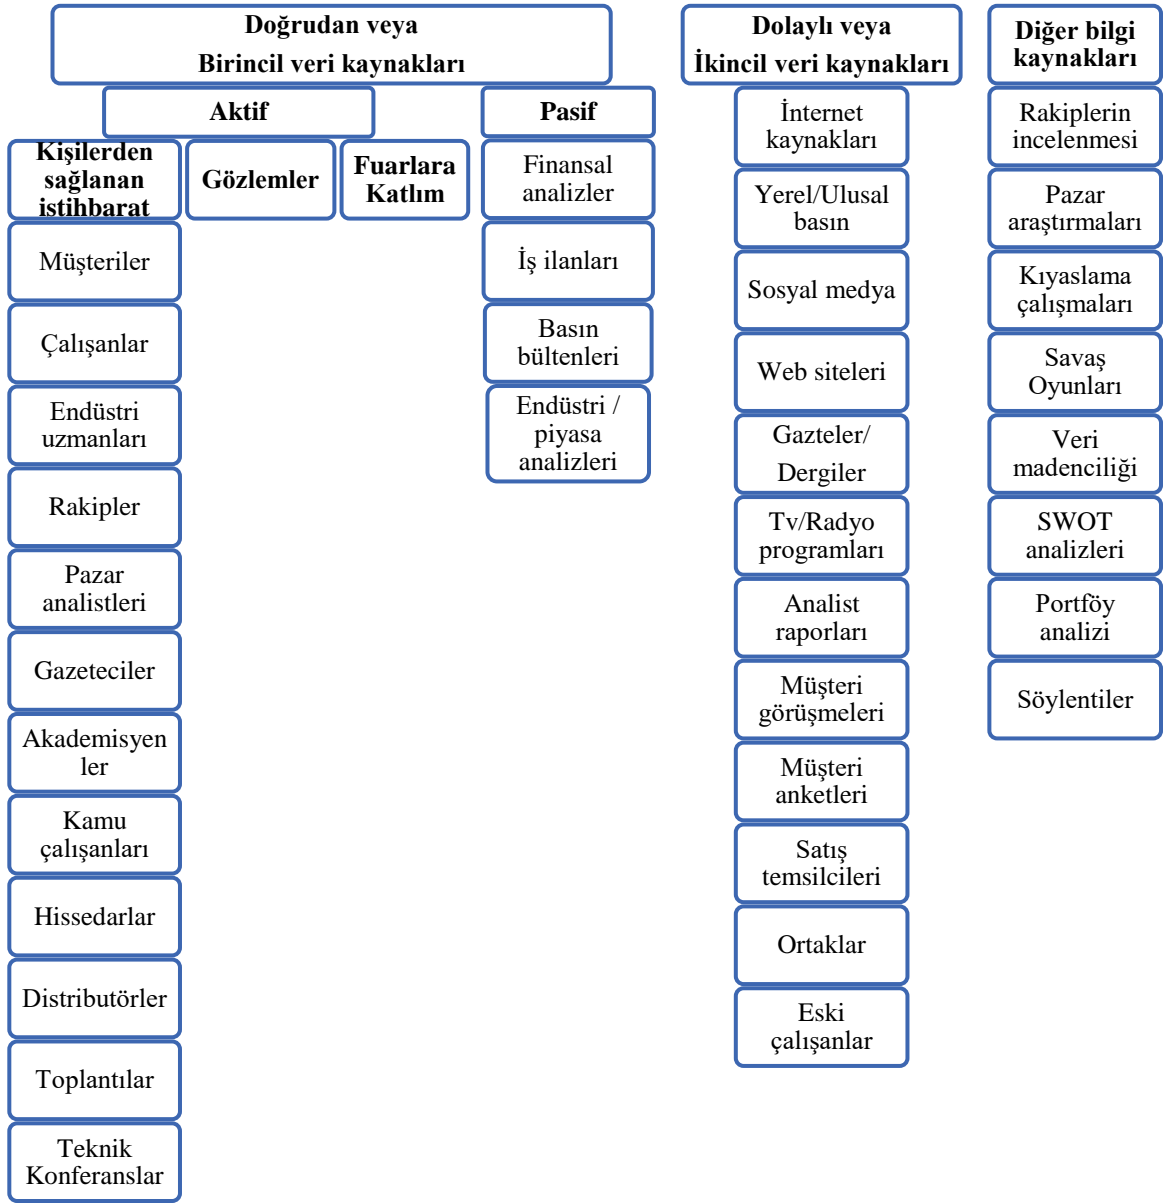 Doğrudan veya
Birincil veri kaynakları
Aktif
Kişilerden
sağlanan
istihbarat
Müşteriler
Çalışanlar
Endüstri
uzmanları
Rakipler
Pazar
analistleri
Gazeteciler
Akademisyen
ler
Kamu
çalışanları
Hissedarlar
Distributörler
Toplantılar
Teknik
Konferanslar
Gözlemler
Fuarlara
Katlım
Pasif
Finansal
analizler
İş ilanları
Basın
bültenleri
Endüstri /
piyasa
analizleri
Dolaylı veya
İkincil veri kaynakları
İnternet
kaynakları
Yerel/Ulusal
basın
Sosyal medya
Web siteleri
Gazteler/
Dergiler
Tv/Radyo
programları
Analist
raporları
Müşteri
görüşmeleri
Müşteri
anketleri
Satış
temsilcileri
Ortaklar
Eski
çalışanlar
Diğer bilgi
kaynakları
Rakiplerin
incelenmesi
Pazar
araştırmaları
Kıyaslama
çalışmaları
Savaş
Oyunları
Veri
madenciliği
SWOT
analizleri
Portföy
analizi
Söylentiler